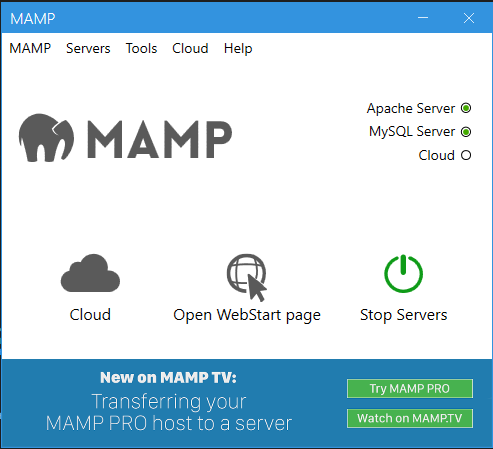 MAMP
MAMP Servers Tools Cloud Help
Apache Server
MySQL Server
Cloud
MAMP
Cloud
Open WebStart page
Stop Servers
New on MAMP TV:
Transferring your
MAMP PRO host to a server
Try MAMP PRO
Watch on MAMP.TV